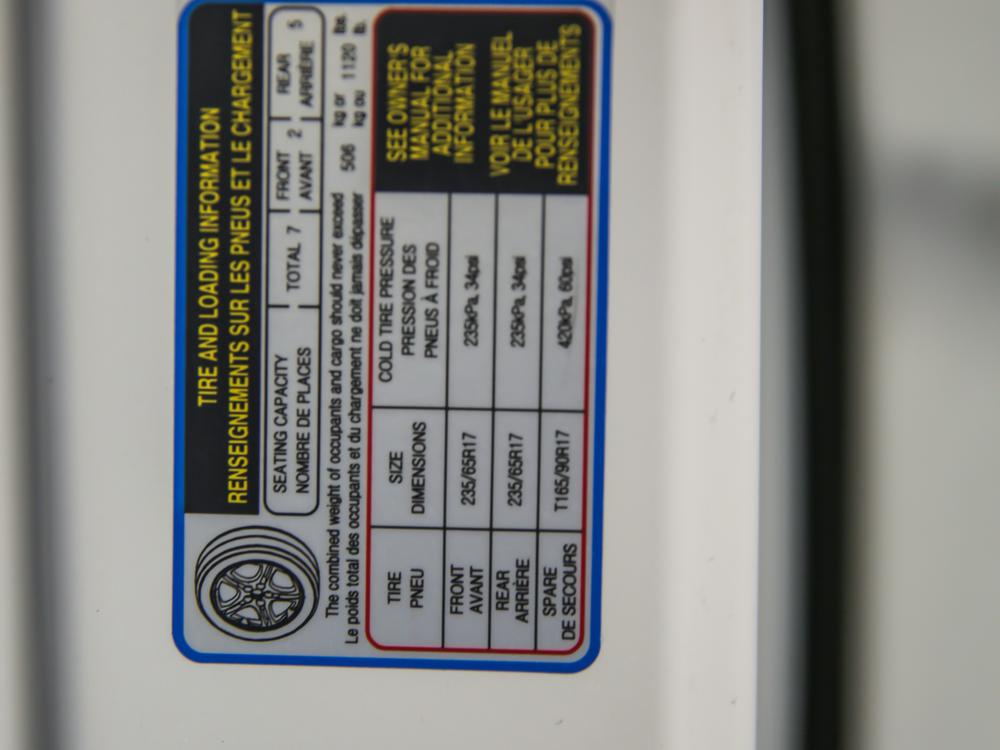 TIRE AND LOADING INFORMATION
RENSEIGNEMENTS SUR LES PNEUS ET LE CHARGEMENT
SEATING CAPACITY TOTAL 7 FRONT 2 REAR 5
NOMBRE DE PLACES AVANT ARRIÈRE
The combined weight of occupants and cargo should never exceed 506 kg or 1120 lbs.
Le poids total des occupants et du chargement ne doit jamais dépasser kg ou lb.
TIRE SIZE COLD TIRE PRESSURE
PNEU DIMENSIONS PRESSION DES
PNEUS À FROID
FRONT 235/65R17 235kPa, 34psi
AVANT
REAR 235/65R17 235kPa, 34psi
ARRIÈRE
SPARE T165/90R17 420kPa, 60psi
DE SECOURS
SEE OWNER'S
MANUAL FOR
ADDITIONAL
INFORMATION
VOIR LE MANUEL
DE L'USAGER
POUR PLUS DE
RENSEIGNEMENTS